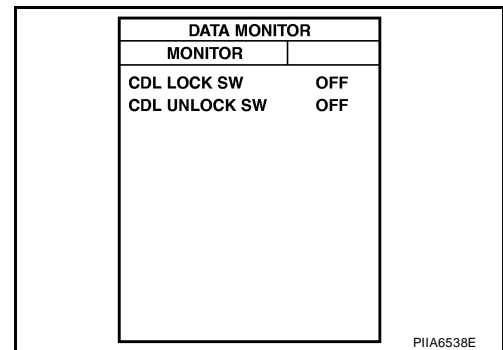 DATA MONITOR
MONITOR
CDL LOCK SW OFF
CDL UNLOCK SW OFF
PIIA6538E